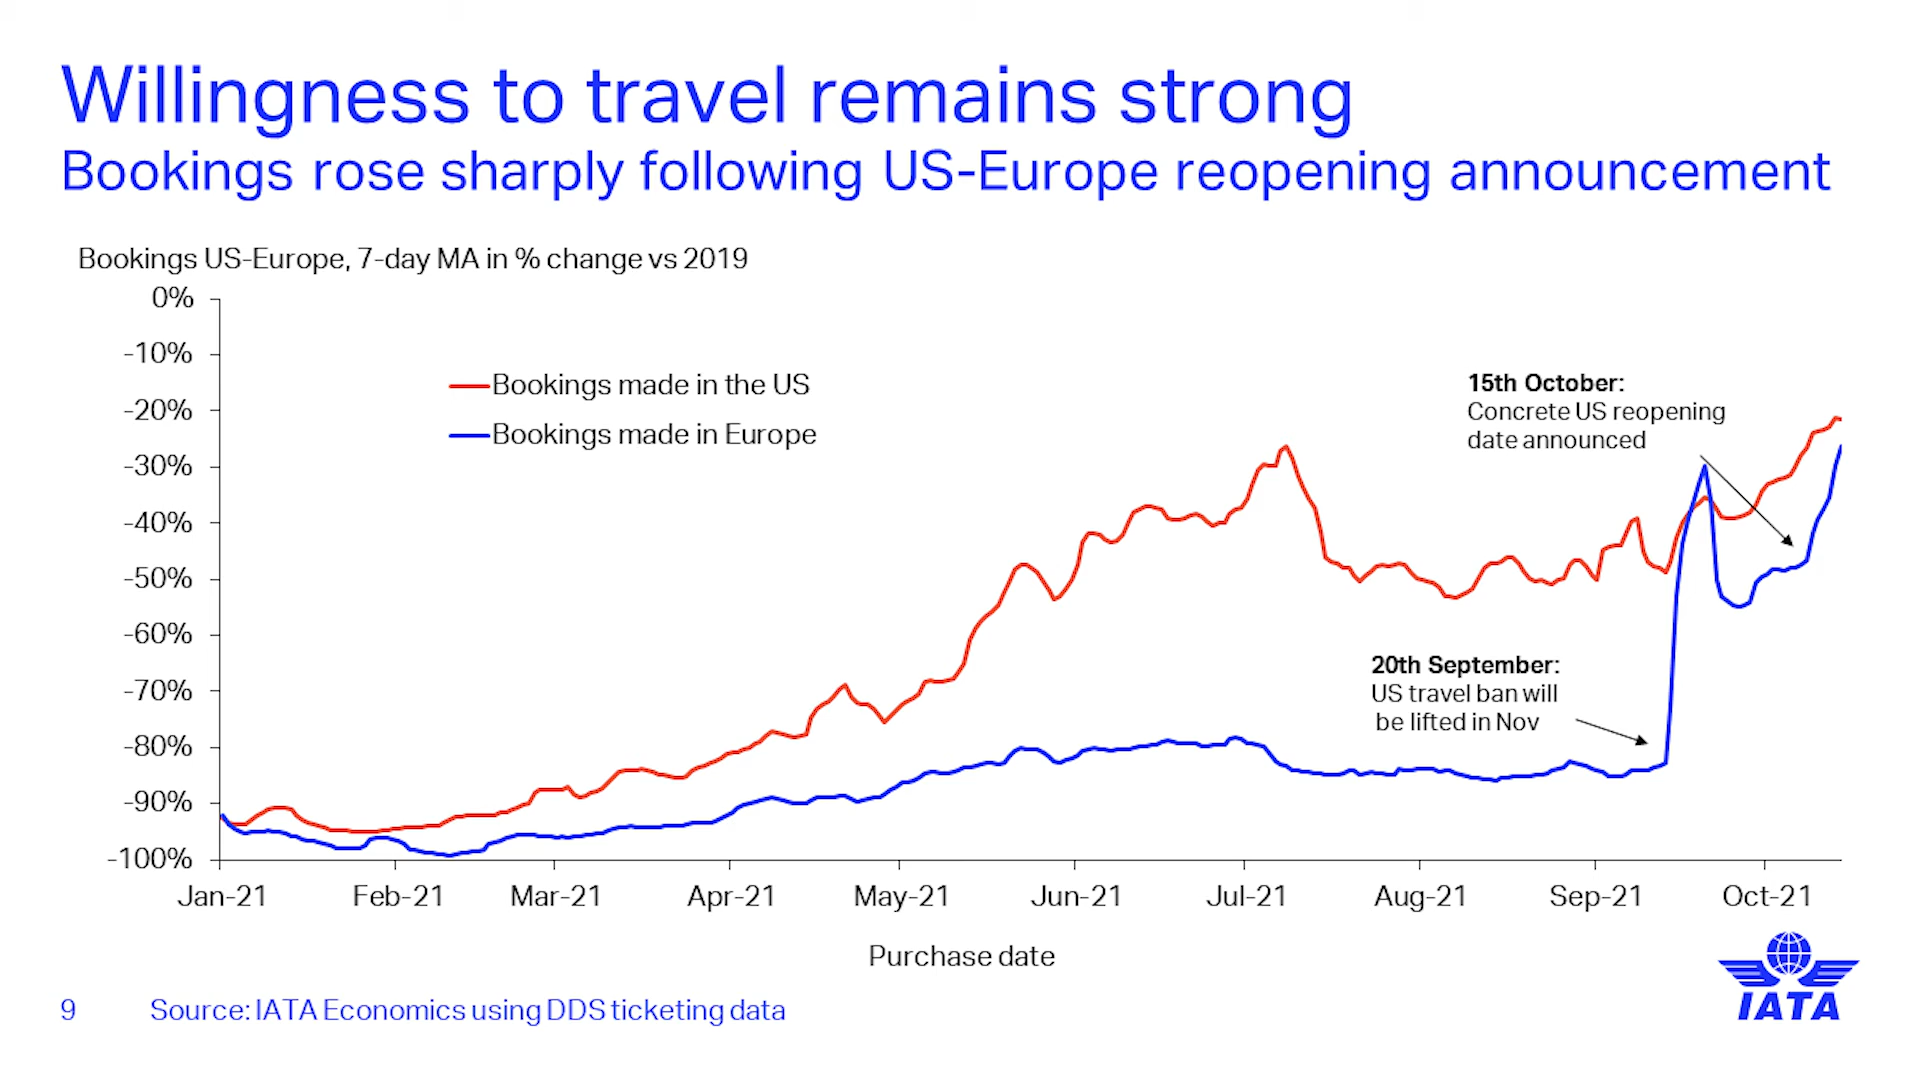 Willingness to travel remains strong
Bookings rose sharply following US-Europe reopening announcement
Bookings US-Europe, 7-day MA in % change vs 2019
0%
-10%
-20%
-30%
-40%
-50%
-60%
-70%
-80%
-90%
-100%
Bookings made in the US
Bookings made in Europe
15th October:
Concrete US reopening
date announced
20th September:
US travel ban will
be lifted in Nov
Jan-21
Feb-21
Mar-21
Apr-21
May-21
Jun-21
Jul-21
Aug-21
Sep-21
Oct-21
Purchase date
9
Source: IATA Economics using DDS ticketing data
IATA